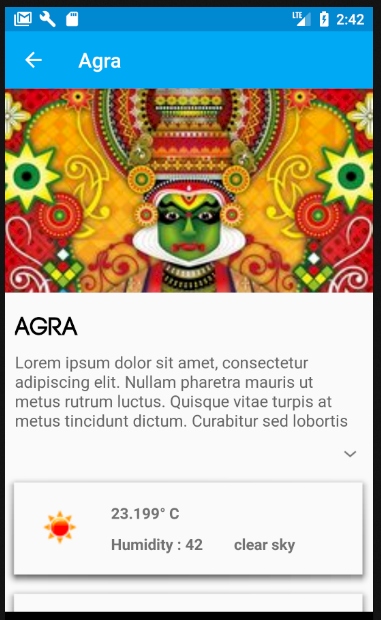 LTE 2:42
Agra
AGRA
Lorem ipsum dolor sit amet, consectetur
adipiscing elit. Nullam pharetra mauris ut
metus rutrum luctus. Quisque vitae turpis at
metus tincidunt dictum. Curabitur sed lobortis
23.199° C
Humidity : 42 clear sky